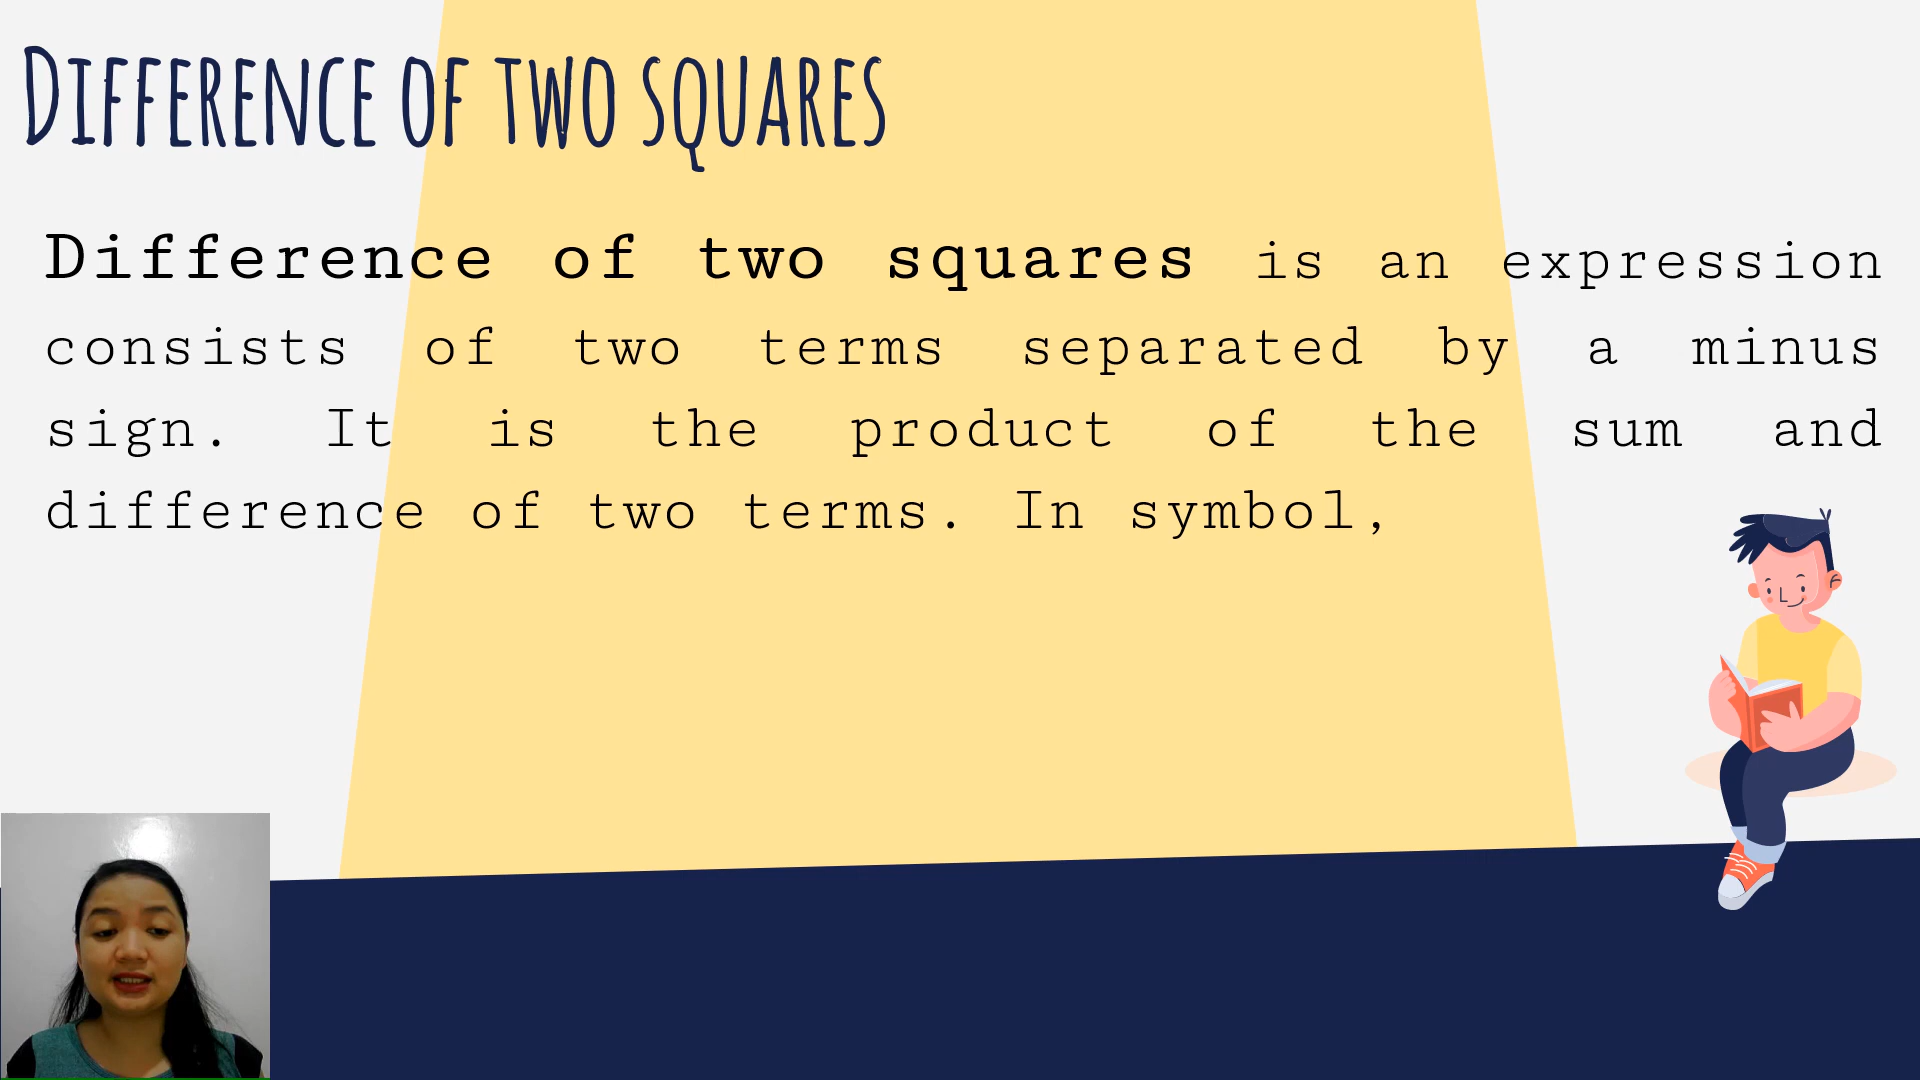 DIFFERENCE OF TWO SQUARES
Difference of two squares is an expression
consists of two terms separated by a minus
sign. It is the product of the sum and
difference of two terms. In symbol,